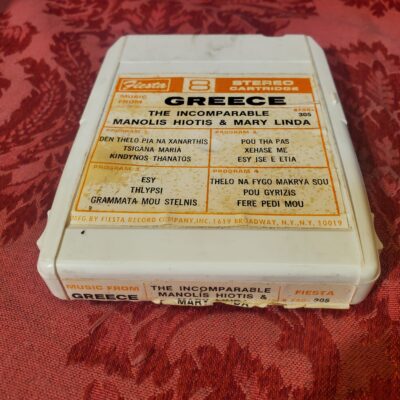 Fiesta 8 STEREO CARTRIDGE
MUSIC FROM GREECE
305
THE INCOMPARABLE
MANOLIS HIOTIS & MARY LINDA
PROGRAM 1
DEN THELO PIA NA XANARTHIS
TSIGANA MARIA
KINDYNOS THANATOS
PROGRAM 2
POU THA PAS
XEHASE ME
ESY JSE E ETIA
PROGRAM 3
ESY
THLYPSI
GRAMMATA MOU STELNIS
PROGRAM 4
THELO NA FYGO MAKRYA SOU
POU GYRIZIS
FERE PEDI MOU
MFG. BY FIESTA RECORD COMPANY, INC. 1619 BROADWAY, N.Y., N.Y. 10019
MUSIC FROM
GREECE
THE INCOMPARABLE
MANOLIS HIOTIS &
MARY LINDA
FIESTA
305